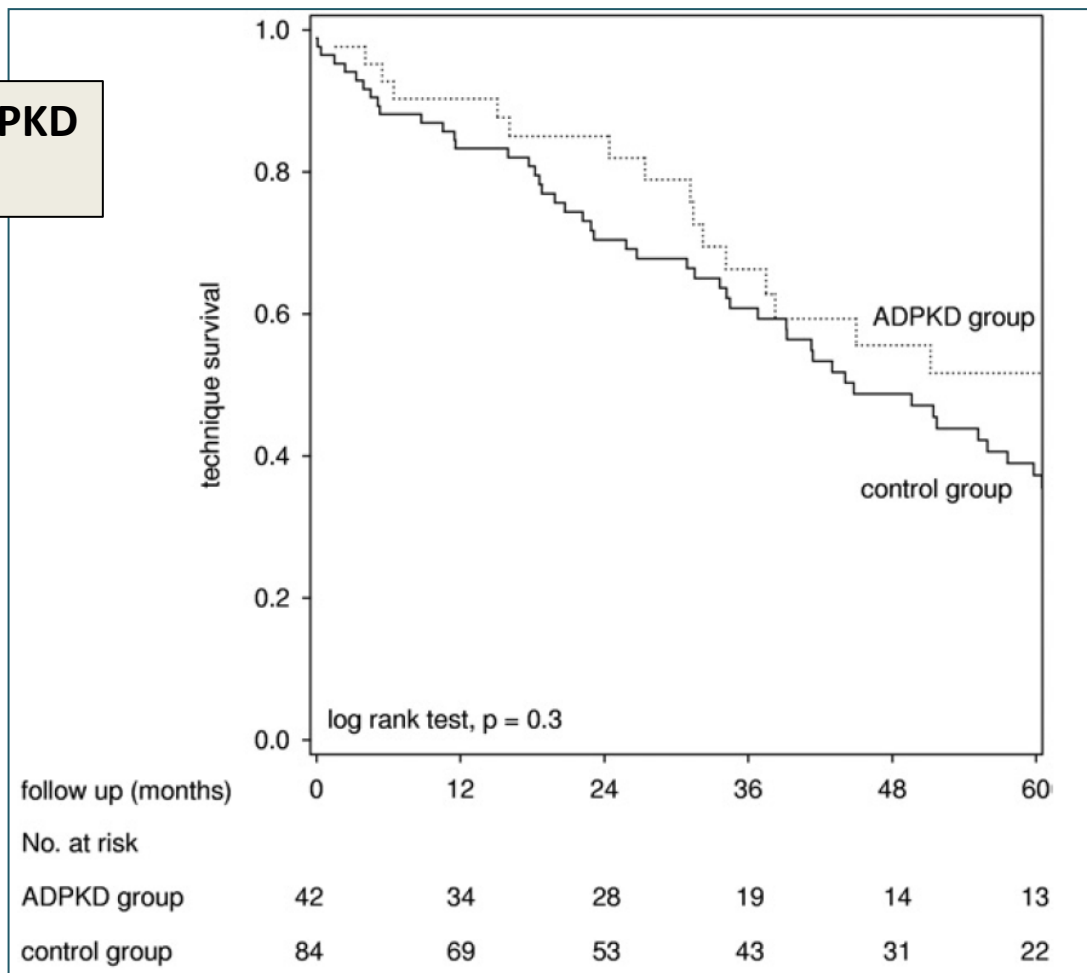 PKD
1.0
0.8
0.6
0.4
0.2
0.0
technique survival
ADPKD group
control group
log rank test, p = 0.3
follow up (months) 0 12 24 36 48 60
No. at risk
ADPKD group 42 34 28 19 14 13
control group 84 69 53 43 31 22